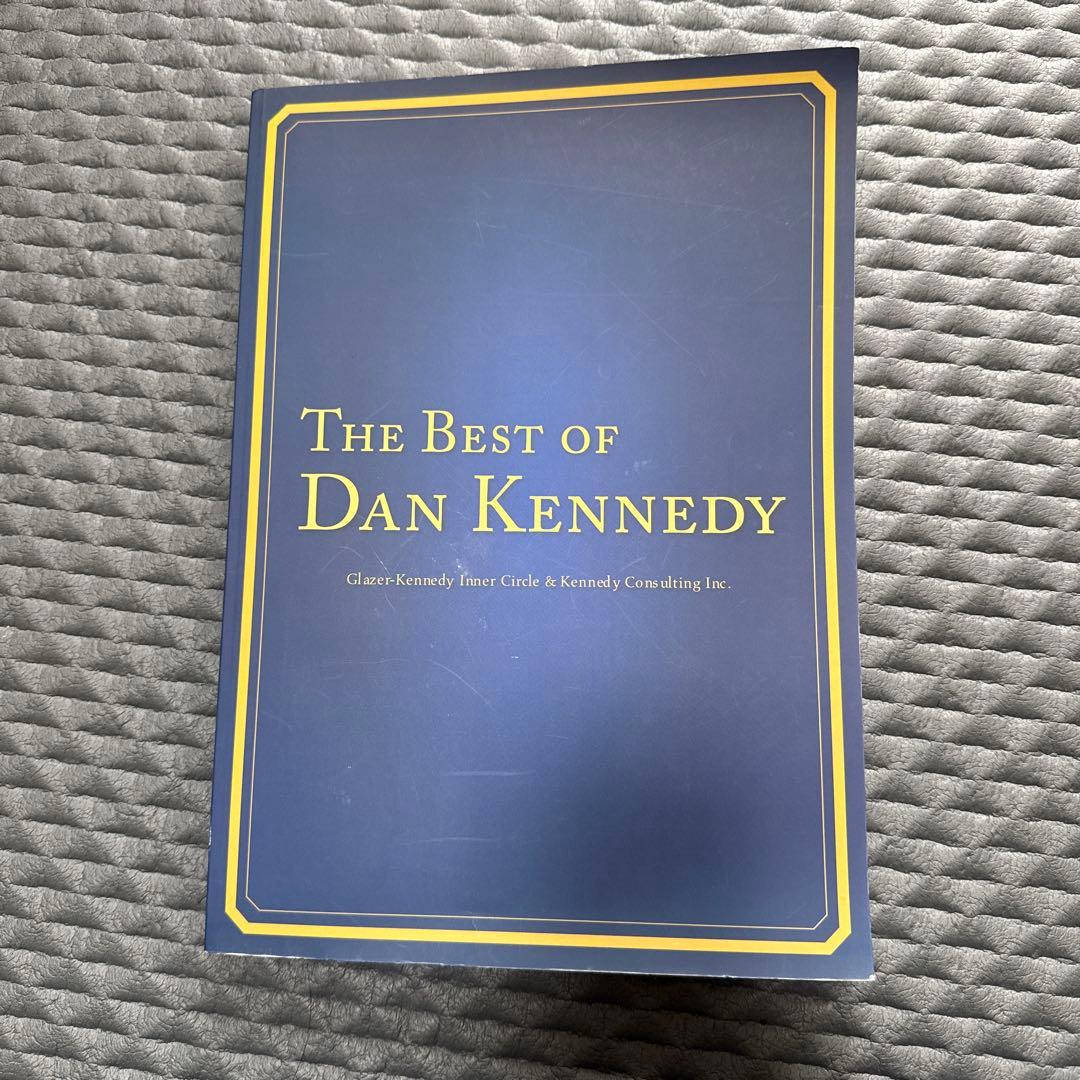 THE BEST OF
DAN KENNEDY
Glazer-Kennedy Inner Circle & Kennedy Consulting Inc.